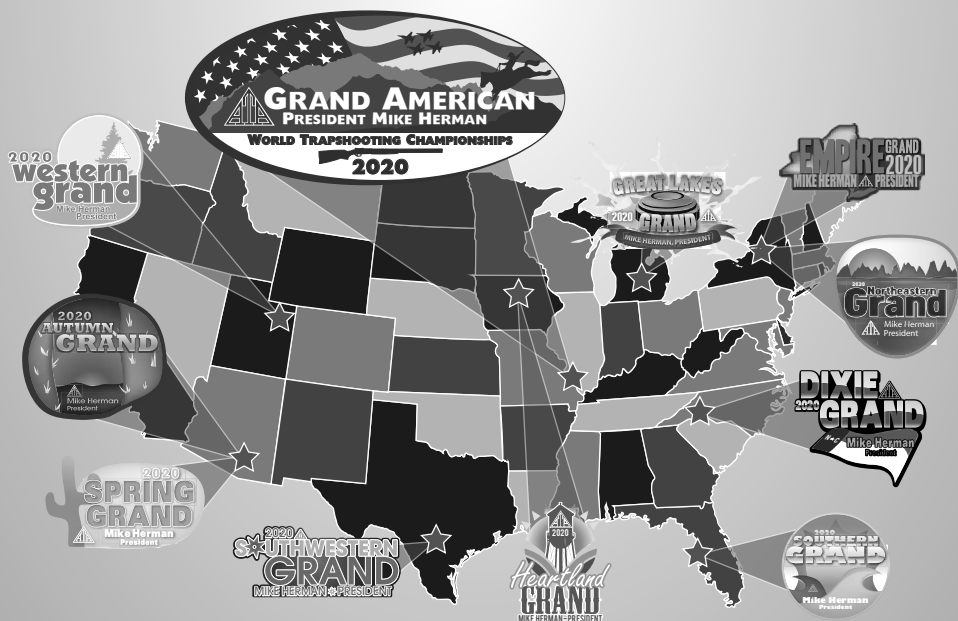 GRAND AMERICAN
PRESIDENT MIKE HERMAN
WORLD TRAPSHOOTING CHAMPIONSHIPS
2020
2020
western
grand
Mike Herman
President
GREAT LAKES
2020 GRAND ATA
MIKE HERMAN, PRESIDENT
EMPIRE GRAND
2020
MIKE HERMAN PRESIDENT
2020
Northeastern
Grand
Mike Herman
President
2020
AUTUMN
GRAND
Mike Herman
President
DIXIE
2020 GRAND
N*C Mike Herman
President
2020
SPRING
GRAND
Mike Herman
President
2020
SOUTHWESTERN
GRAND
MIKE HERMAN PRESIDENT
2020
Heartland
GRAND
MIKE HERMAN-PRESIDENT
2020
SOUTHERN
GRAND
Mike Herman
President